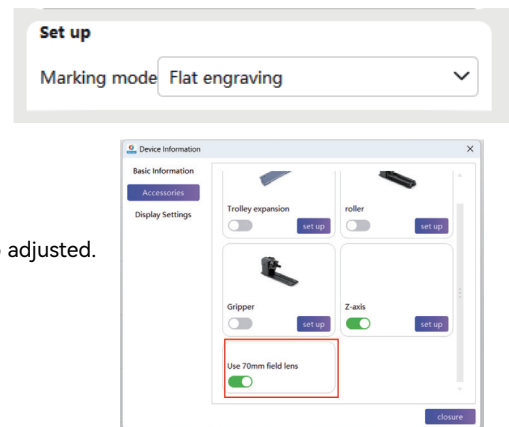 Set up
Marking mode Flat engraving
Device Information
Basic Information
Accessories
Display Settings
Trolley expansion
set up
roller
set up
adjusted.
Gripper
set up
Z-axis
set up
Use 70mm field lens
closure